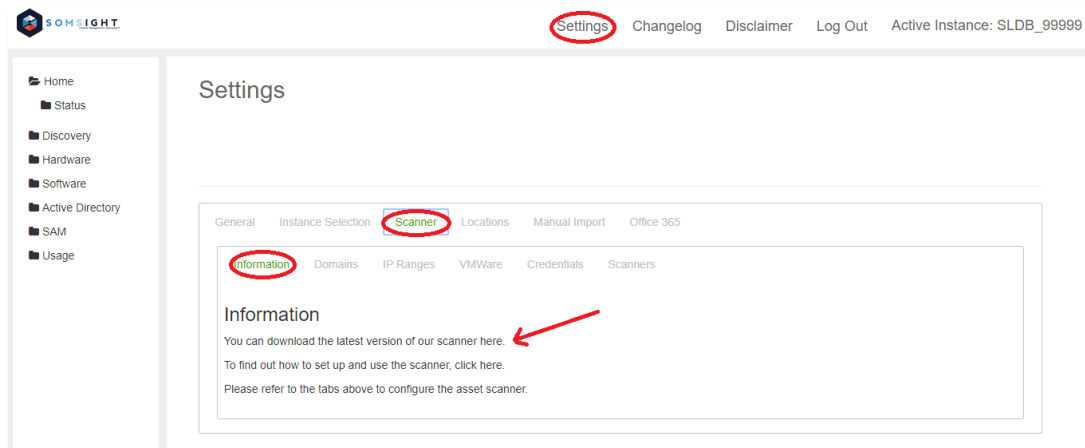 SOMSIGHT
Settings Changelog Disclaimer Log Out Active Instance: SLDB_99999
Home
Status
Discovery
Hardware
Software
Active Directory
SAM
Usage
Settings
General Instance Selection Scanner Locations Manual Import Office 365
Information Domains IP Ranges VMWare Credentials Scanners
Information
You can download the latest version of our scanner here.
To find out how to set up and use the scanner, click here.
Please refer to the tabs above to configure the asset scanner.